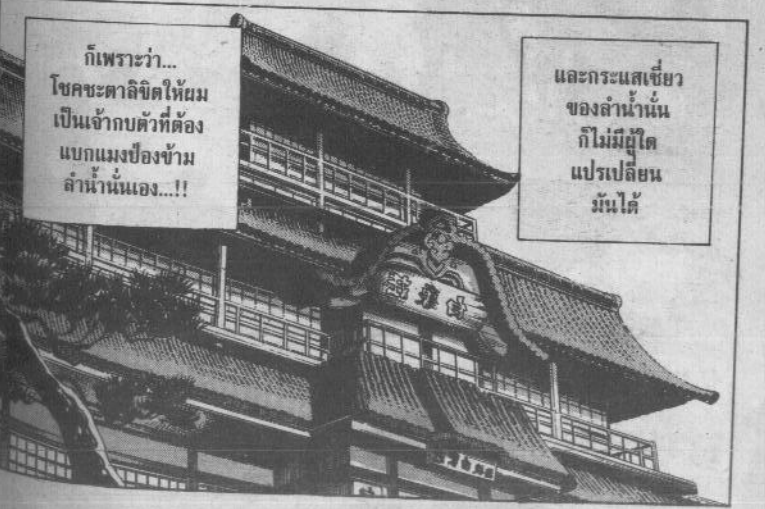 ก็เพราะว่า...
โชคชะตาลิขิตให้ผม
เป็นเจ้ากบตัวที่ต้อง
แบกแมงป่องข้าม
ลำน้ำนั่นเอง...!!
และกระแสเชี่ยว
ของลำน้ำนั่น
ก็ไม่มีผู้ใด
แปรเปลี่ยน
มันได้